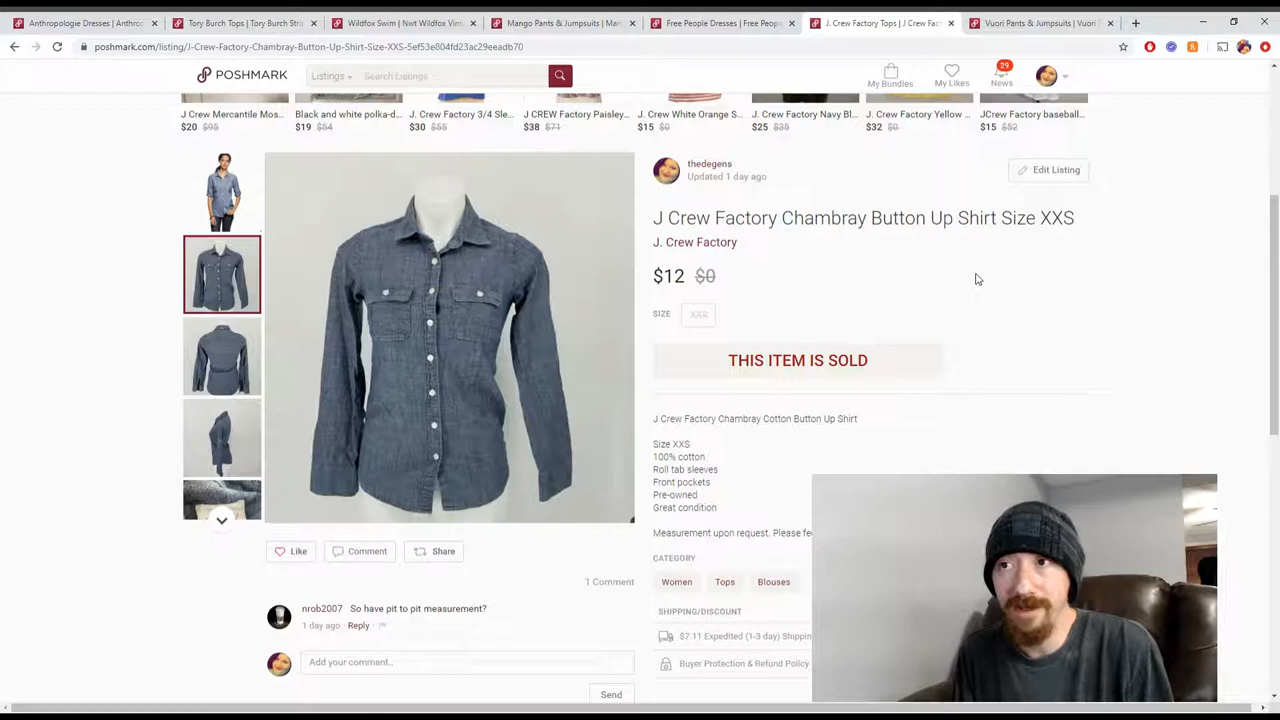 Anthropologie Dresses | Anthrop
Tory Burch Tops | Tory Burch Stri
Wildfox Swim | Nwt Wildfox Vint
Mango Pants & Jumpsuits | Man
Free People Dresses | Free Peop
J. Crew Factory Tops | J Crew Fac
Vuori Pants & Jumpsuits | Vuori F
poshmark.com/listing/J-Crew-Factory-Chambray-Button-Up-Shirt-Size-XXS-5ef53e804fd23ac29eeadb70
POSHMARK
Listings
Search Listings
My Bundles
My Likes
29
News
J Crew Mercantile Mos...
$20 $95
Black and white polka-d...
$19 $54
J. Crew Factory 3/4 Sle...
$30 $55
J CREW Factory Paisley...
$38 $71
J. Crew White Orange S...
$15 $0
J. Crew Factory Navy Bl...
$25 $35
J. Crew Factory Yellow ...
$32 $0
JCrew Factory baseball...
$15 $52
thedegens
Updated 1 day ago
Edit Listing
J Crew Factory Chambray Button Up Shirt Size XXS
J. Crew Factory
$12 $0
SIZE
XXS
THIS ITEM IS SOLD
J Crew Factory Chambray Cotton Button Up Shirt
Size XXS
100% cotton
Roll tab sleeves
Front pockets
Pre-owned
Great condition
Measurement upon request. Please fe
CATEGORY
Women
Tops
Blouses
SHIPPING/DISCOUNT
$7.11 Expedited (1-3 day) Shippin
Buyer Protection & Refund Policy
Like
Comment
Share
1 Comment
nrob2007 So have pit to pit measurement?
1 day ago · Reply
Add your comment..
Send